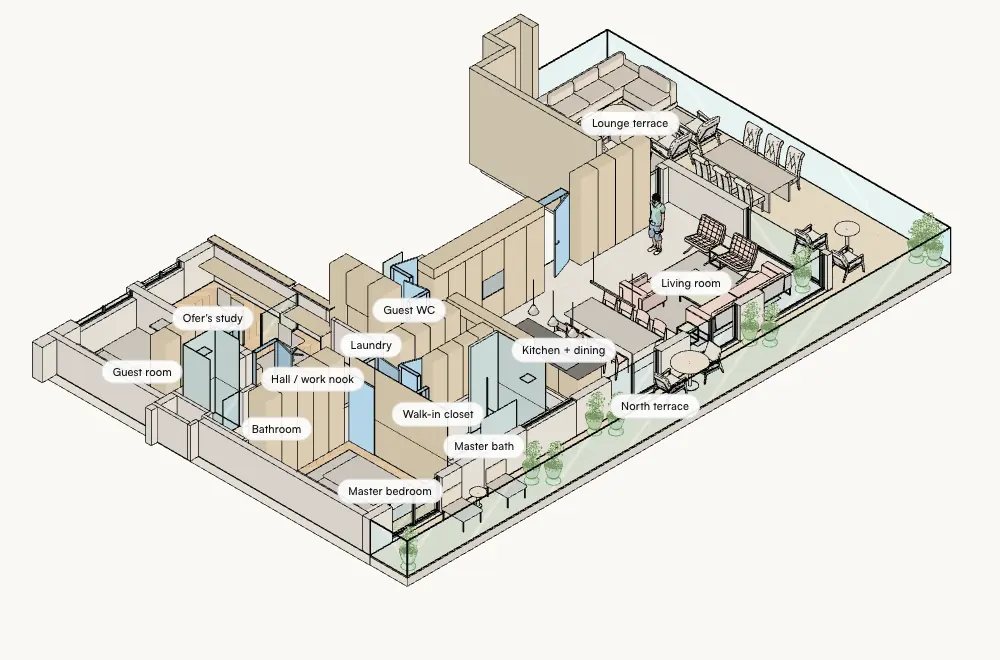 Lounge terrace
Living room
Guest WC
Ofer's study
Laundry
Kitchen + dining
Guest room
Hall / work nook
North terrace
Walk-in closet
Bathroom
Master bath
Master bedroom